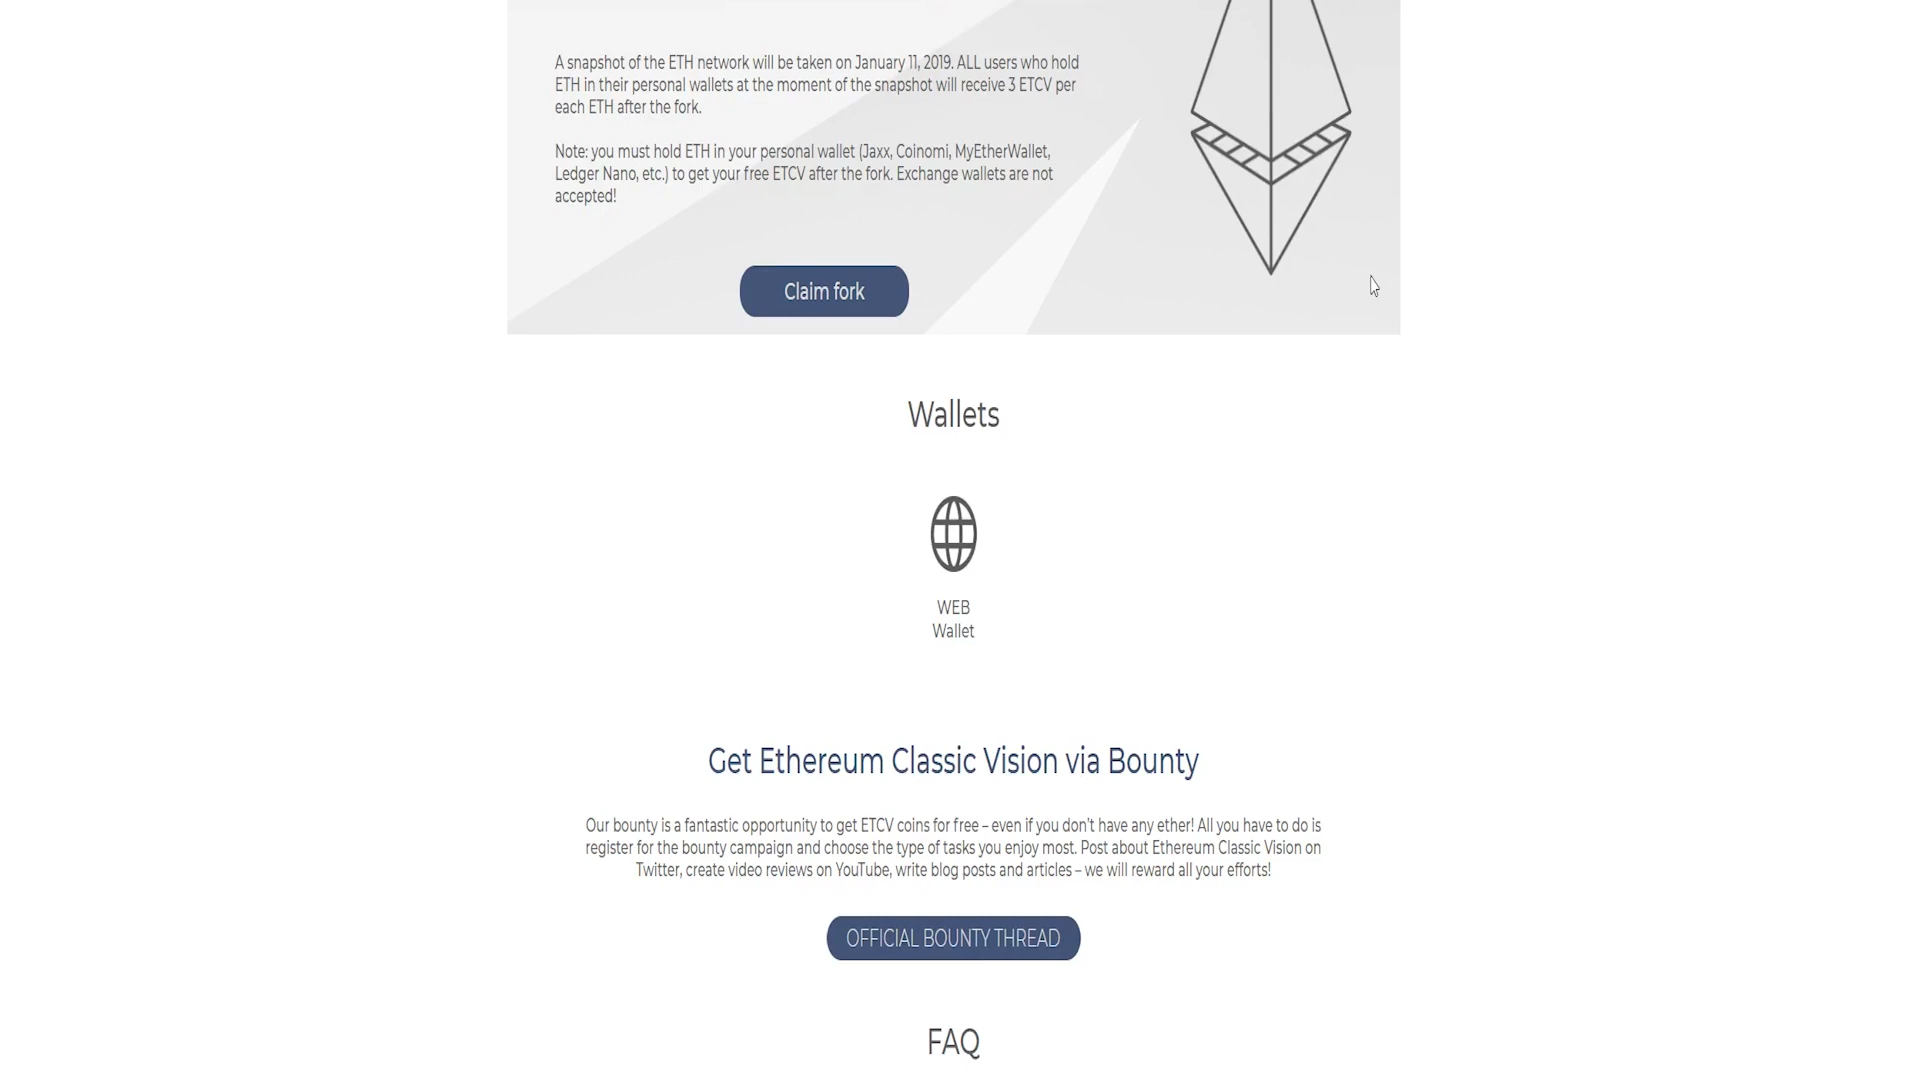 A snapshot of the ETH network will be taken on January 11, 2019. ALL users who hold
ETH in their personal wallets at the moment of the snapshot will receive 3 ETCV per
each ETH after the fork.
Note: you must hold ETH in your personal wallet (Jaxx, Coinomi, MyEtherWallet,
Ledger Nano, etc.) to get your free ETCV after the fork. Exchange wallets are not
accepted!
Claim fork
Wallets
WEB
Wallet
Get Ethereum Classic Vision via Bounty
Our bounty is a fantastic opportunity to get ETCV coins for free – even if you don't have any ether! All you have to do is
register for the bounty campaign and choose the type of tasks you enjoy most. Post about Ethereum Classic Vision on
Twitter, create video reviews on YouTube, write blog posts and articles – we will reward all your efforts!
OFFICIAL BOUNTY THREAD
FAQ